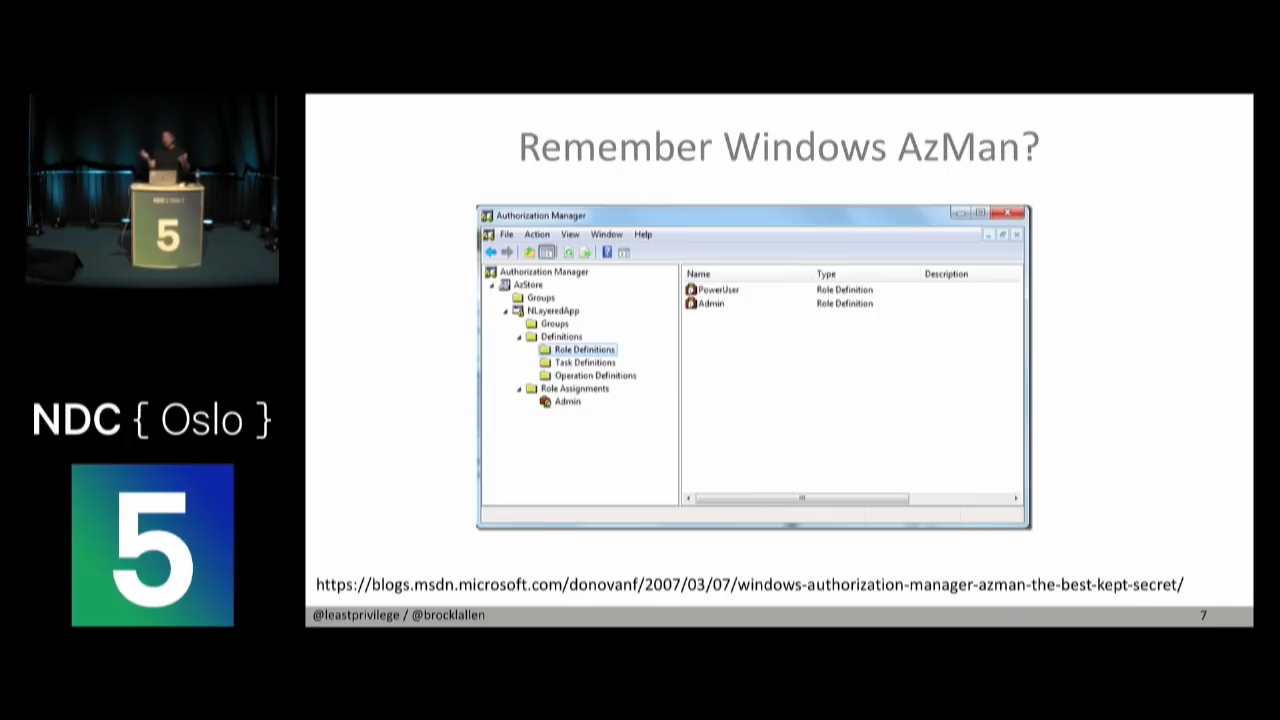 Remember Windows AzMan?
Authorization Manager
File Action View Window Help
Authorization Manager
AzStore
Groups
NLayeredApp
Groups
Definitions
Role Definitions
Task Definitions
Operation Definitions
Role Assignments
Admin
Name Type Description
PowerUser Role Definition
Admin Role Definition
https://blogs.msdn.microsoft.com/donovanf/2007/03/07/windows-authorization-manager-azman-the-best-kept-secret/
@leastprivilege / @brocklallen 7
5
NDC { Oslo }
5